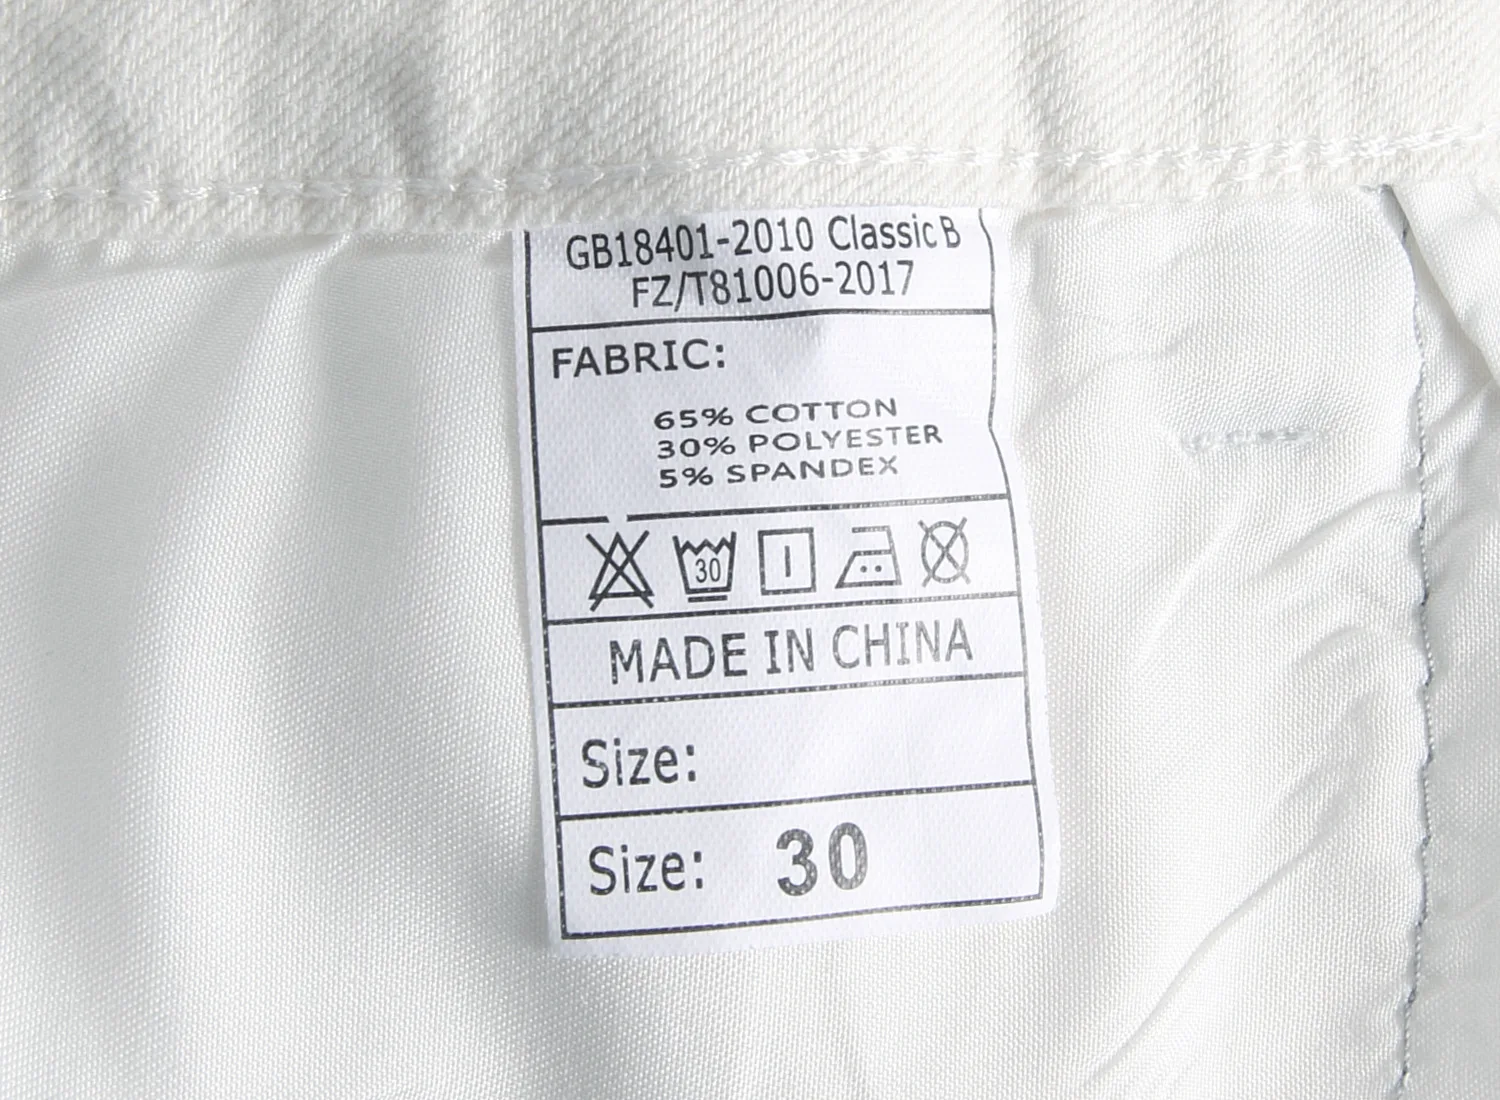 GB18401-2010 Classic B
FZ/T81006-2017
FABRIC:
65% COTTON
30% POLYESTER
5% SPANDEX
30
MADE IN CHINA
Size:
Size: 30